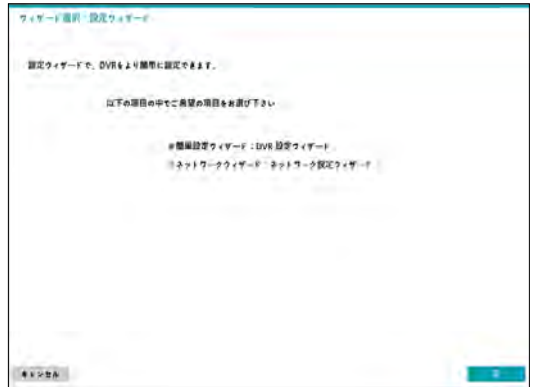 ウィザード選択：設定ウィザード
設定ウィザードで、DVRをより簡単に設定できます。
以下の項目の中でご希望の項目をお選び下さい
簡単設定ウィザード：DVR 設定ウィザード
ネットワークウィザード：ネットワーク設定ウィザード
キャンセル